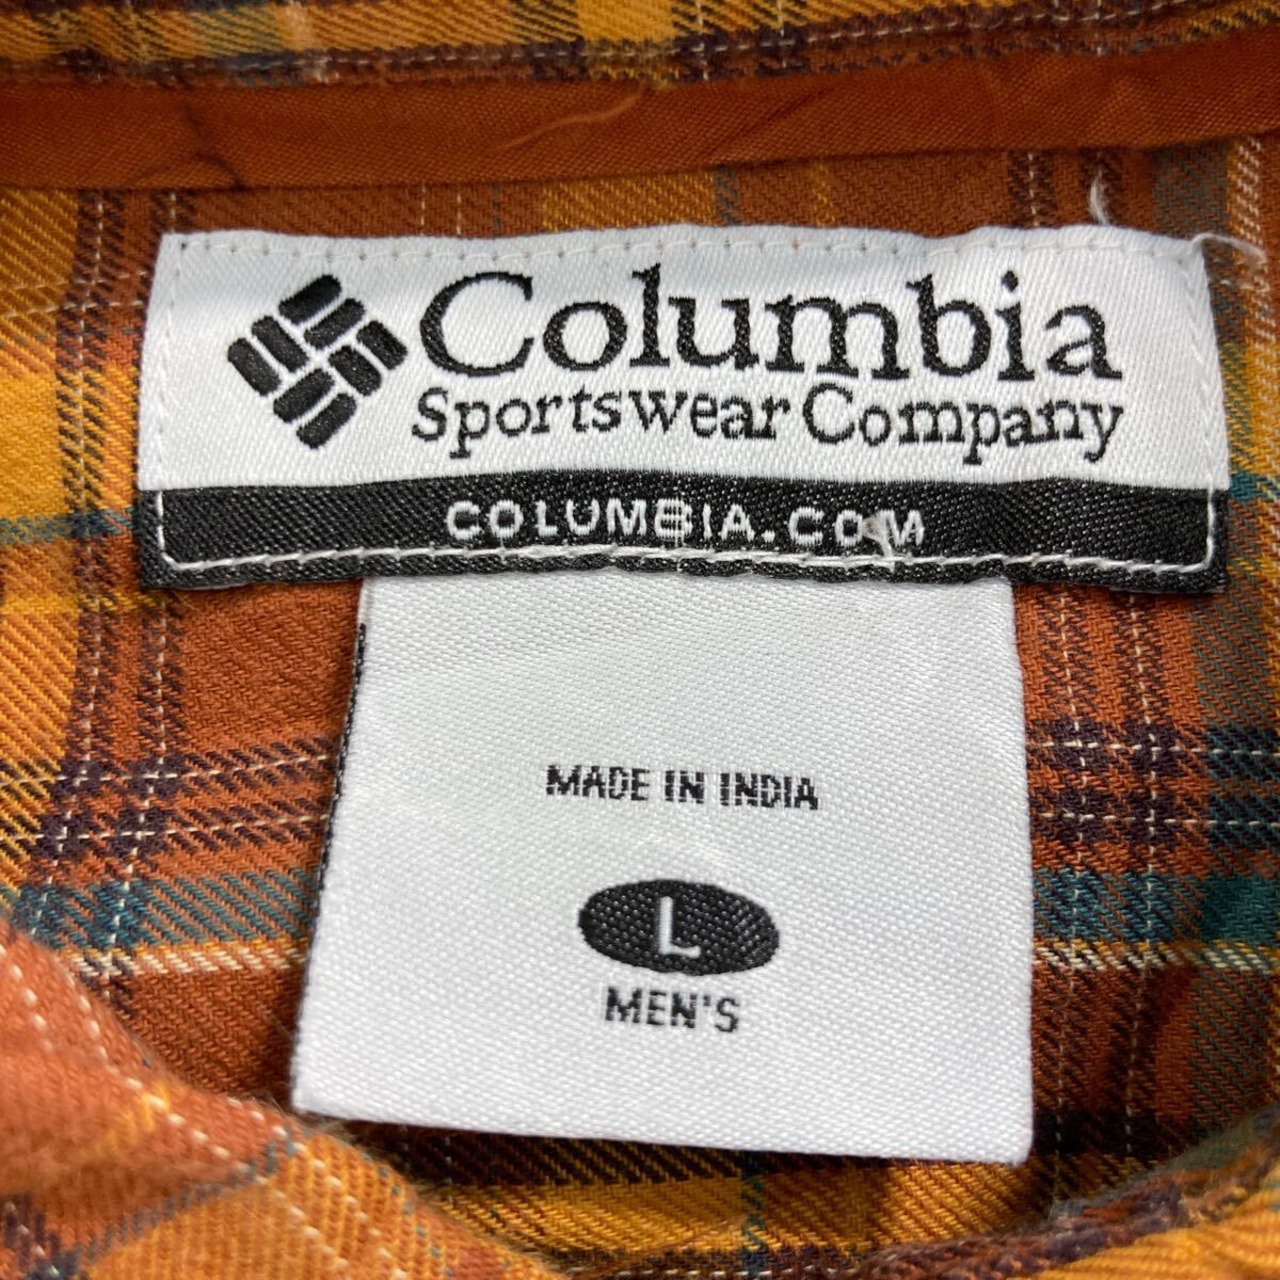 Columbia
Sportswear Company
COLUMBIA.COM
MADE IN INDIA
L
MEN'S